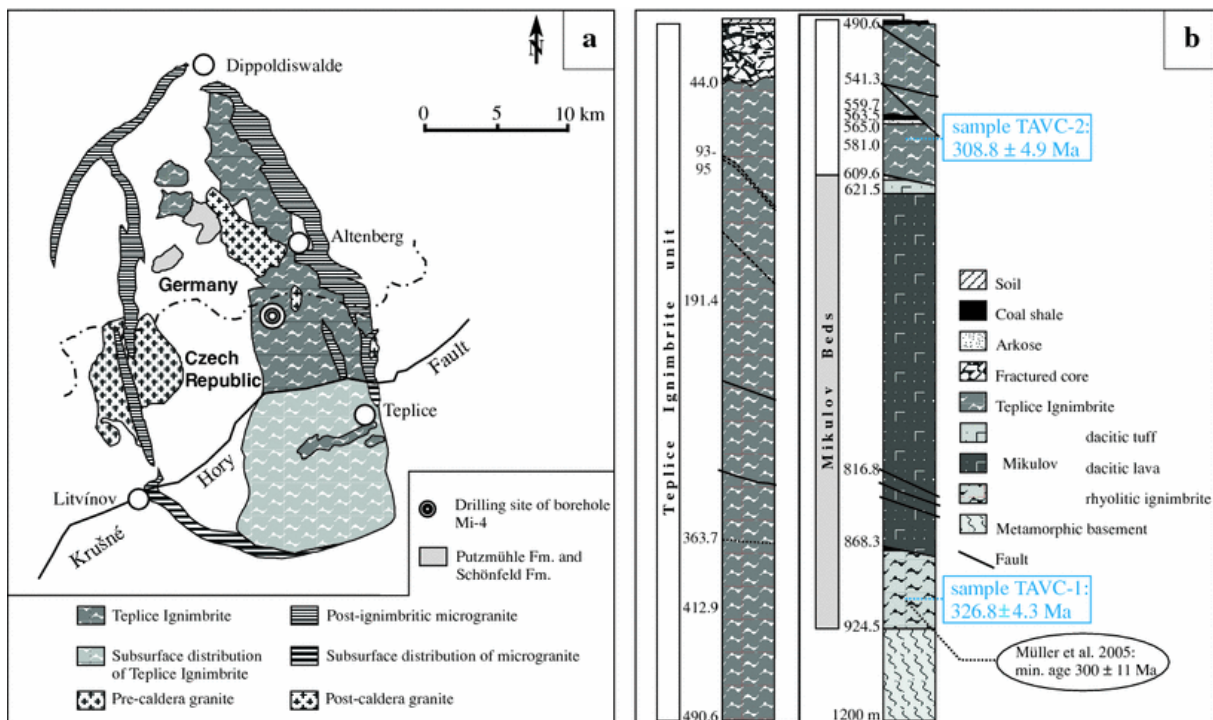 a
N
Dippoldiswalde
0 5 10 km
Altenberg
Germany
Czech
Republic
Fault
Teplice
Hory
Litvínov
Krušné
Drilling site of borehole
Mi-4
Putzmühle Fm. and
Schönfeld Fm.
Teplice Ignimbrite
Post-ignimbritic microgranite
Subsurface distribution
of Teplice Ignimbrite
Subsurface distribution of microgranite
Pre-caldera granite
Post-caldera granite
b
Teplice Ignimbrite unit
44.0
93-
95
191.4
363.7
412.9
490.6
Mikulov Beds
490.6
541.3
559.7
563.5
565.0
581.0
609.6
621.5
816.8
868.3
924.5
1200 m
sample TAVC-2:
308.8 ± 4.9 Ma
Soil
Coal shale
Arkose
Fractured core
Teplice Ignimbrite
dacitic tuff
Mikulov dacitic lava
rhyolitic ignimbrite
Metamorphic basement
Fault
sample TAVC-1:
326.8±4.3 Ma
Müller et al. 2005:
min. age 300 ± 11 Ma